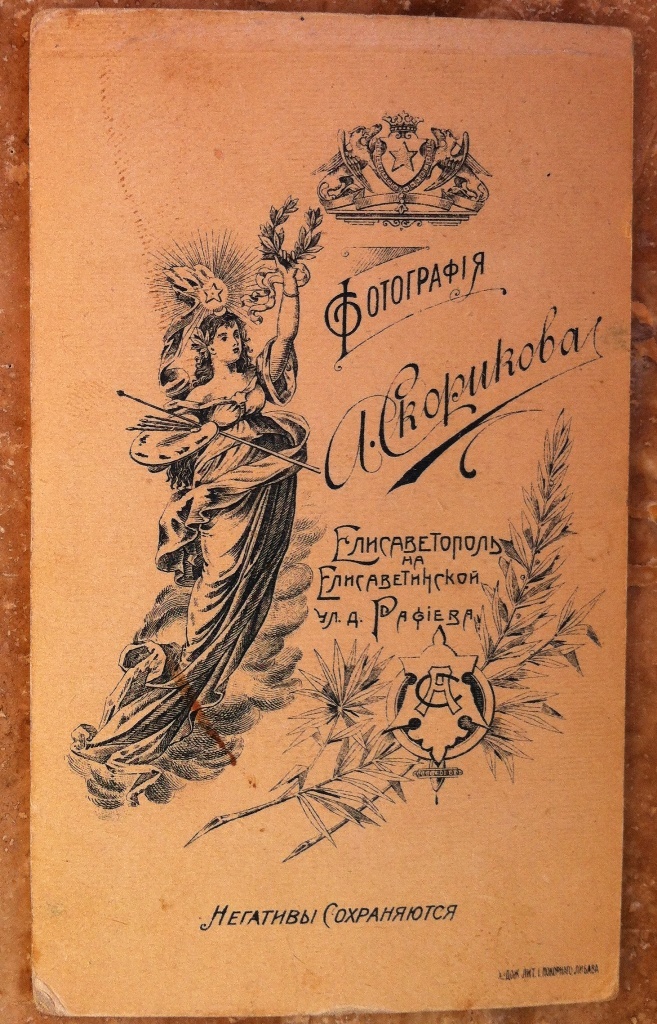 Фотографія
А. Скорикова
Елисаветополь
на
Елисаветинской
ул. д. Рафіева.
Негативы Сохраняются